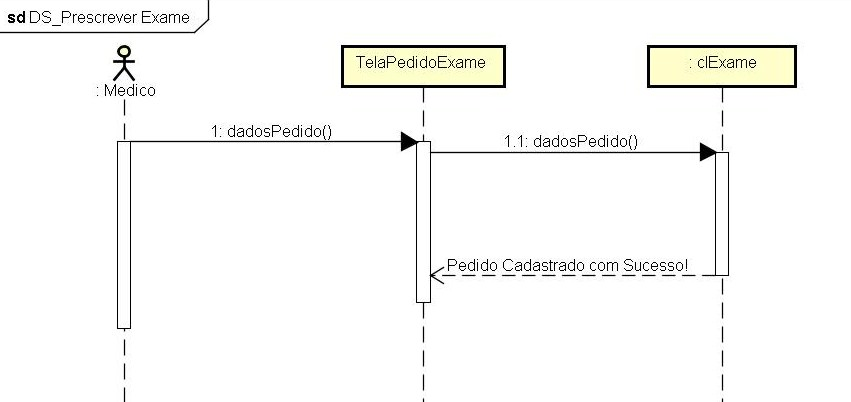 sd DS_Prescrever Exame
: Medico
TelaPedidoExame
: clExame
1: dadosPedido()
1.1: dadosPedido()
Pedido Cadastrado com Sucesso!